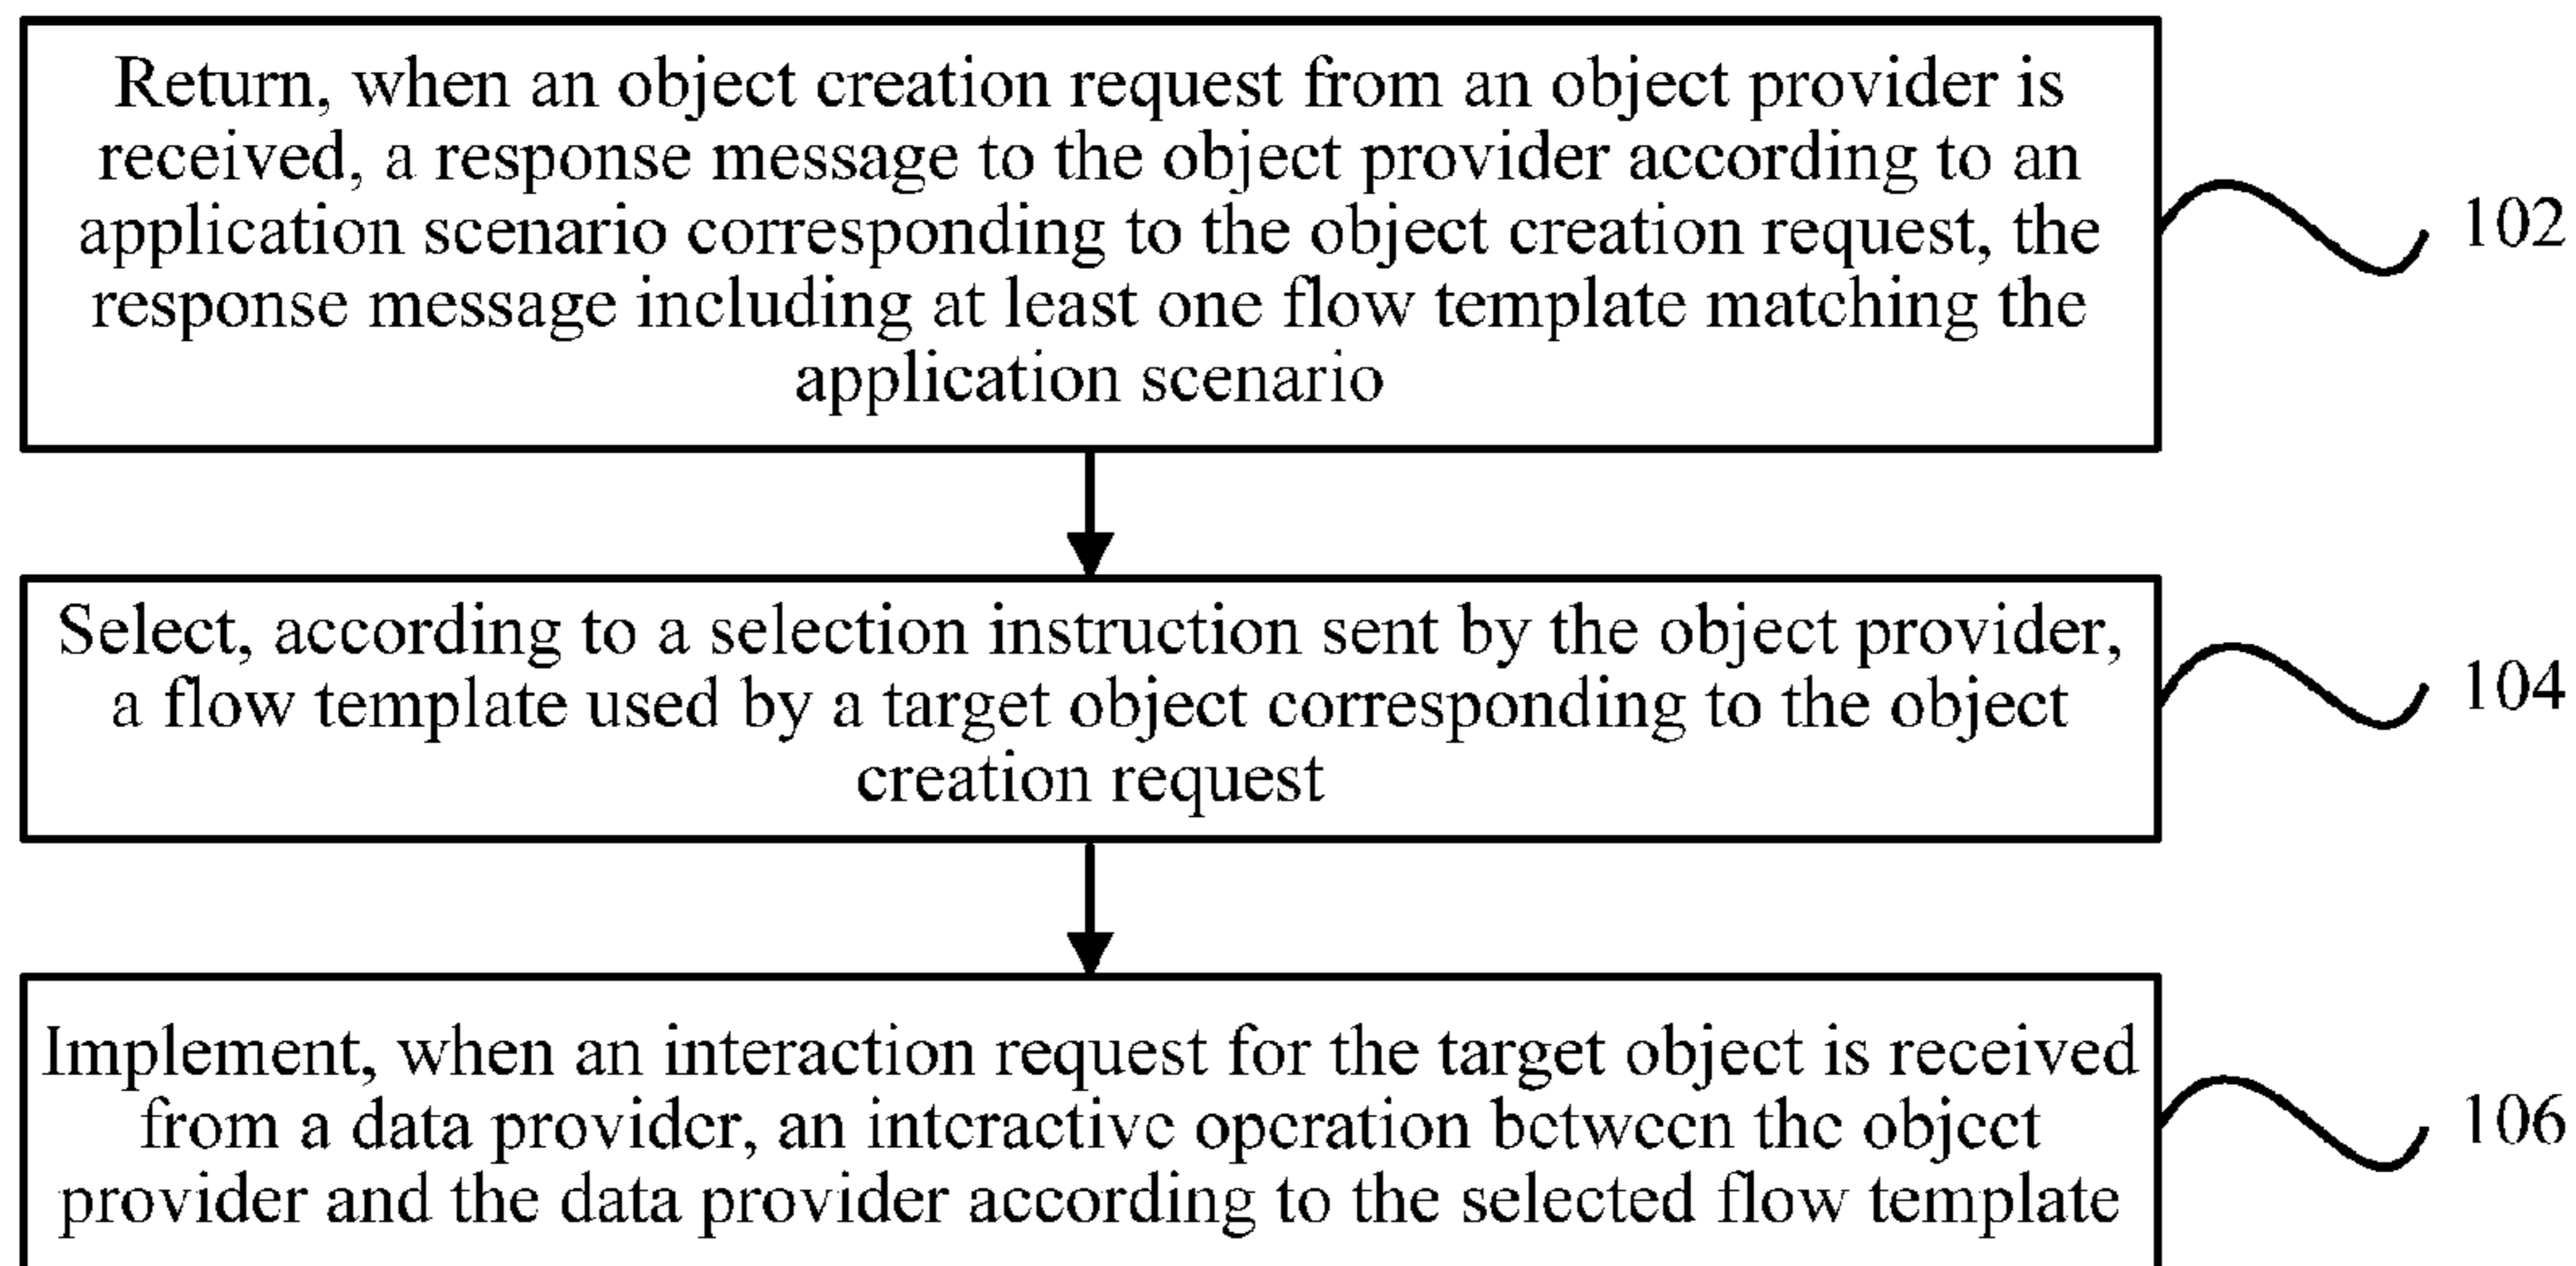 Return, when an object creation request from an object provider is
received, a response message to the object provider according to an
application scenario corresponding to the object creation request, the
response message including at least one flow template matching the
application scenario
102
Select, according to a selection instruction sent by the object provider,
a flow template used by a target object corresponding to the object
creation request
104
Implement, when an interaction request for the target object is received
from a data provider, an interactive operation between the object
provider and the data provider according to the selected flow template
106